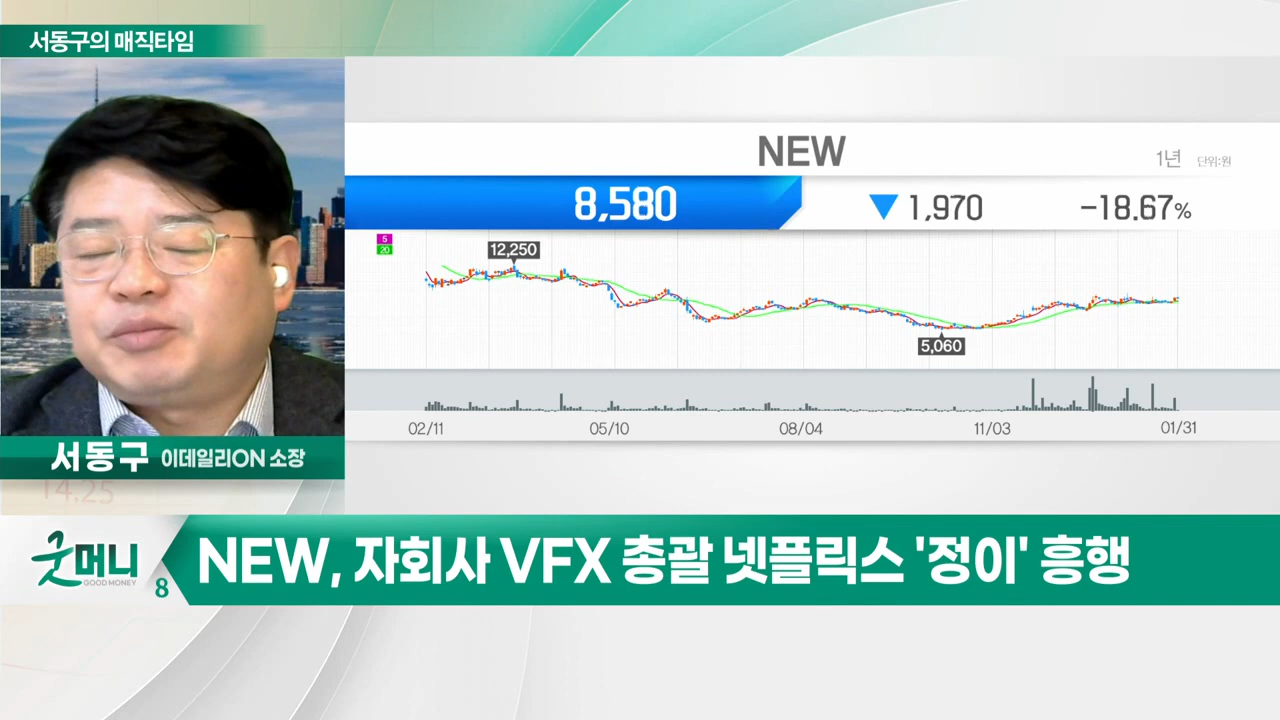 서동구의 매직타임
NEW
1년 단위:원
8,580
▼ 1,970
-18.67%
5
20
12,250
5,060
02/11
05/10
08/04
11/03
01/31
서동구 이데일리ON 소장
14.25
굿머니
GOOD MONEY
8
NEW, 자회사 VFX 총괄 넷플릭스 '정이' 흥행